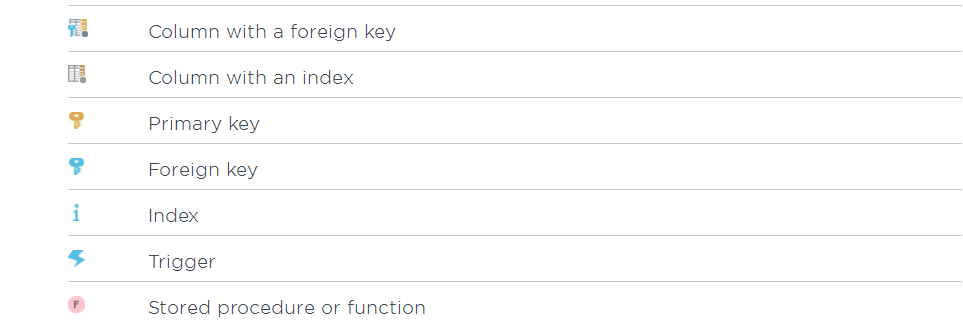 Column with a foreign key
Column with an index
Primary key
Foreign key
i Index
Trigger
F Stored procedure or function